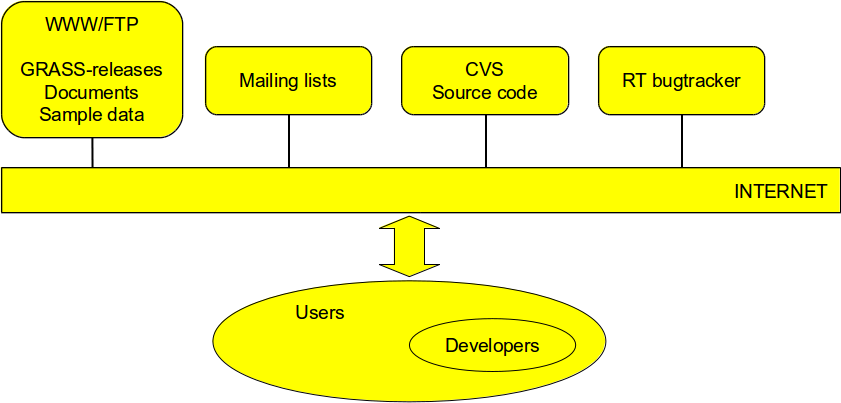 WWW/FTP
GRASS-releases
Documents
Sample data
Mailing lists
CVS
Source code
RT bugtracker
INTERNET
Users
Developers